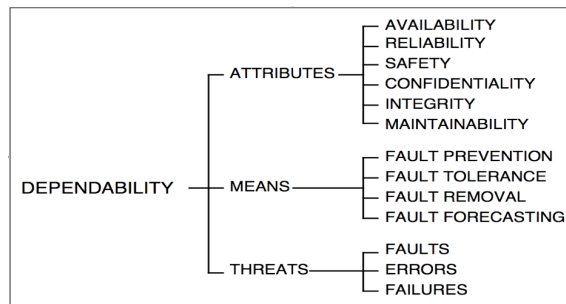 AVAILABILITY
RELIABILITY
SAFETY
ATTRIBUTES
CONFIDENTIALITY
INTEGRITY
MAINTAINABILITY
FAULT PREVENTION
FAULT TOLERANCE
DEPENDABILITY
MEANS
FAULT REMOVAL
FAULT FORECASTING
FAULTS
THREATS
ERRORS
FAILURES